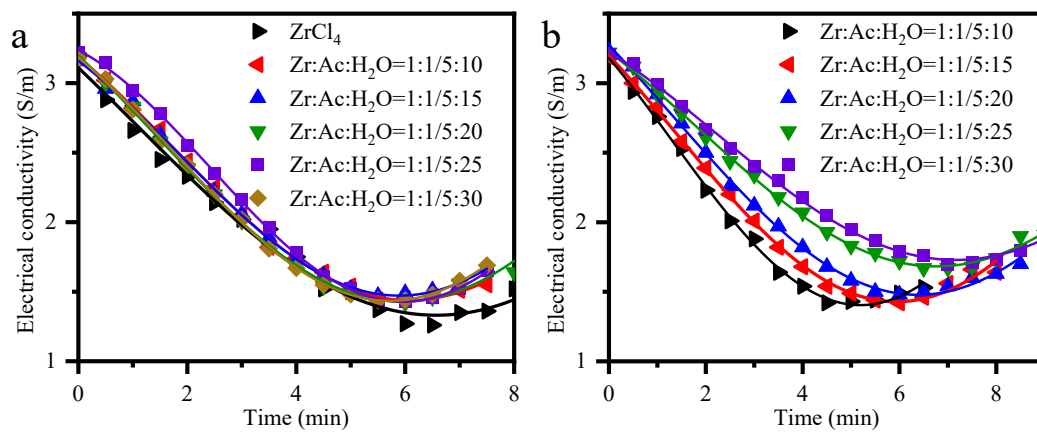 a
ZrCl₄
Zr:Ac:H₂O=1:1/5:10
Zr:Ac:H₂O=1:1/5:15
Zr:Ac:H₂O=1:1/5:20
Zr:Ac:H₂O=1:1/5:25
Zr:Ac:H₂O=1:1/5:30
Electrical conductivity (S/m)
3
2
1
0 2 4 6 8
Time (min)
b
Zr:Ac:H₂O=1:1/5:10
Zr:Ac:H₂O=1:1/5:15
Zr:Ac:H₂O=1:1/5:20
Zr:Ac:H₂O=1:1/5:25
Zr:Ac:H₂O=1:1/5:30
Electrical conductivity (S/m)
3
2
1
0 2 4 6 8
Time (min)